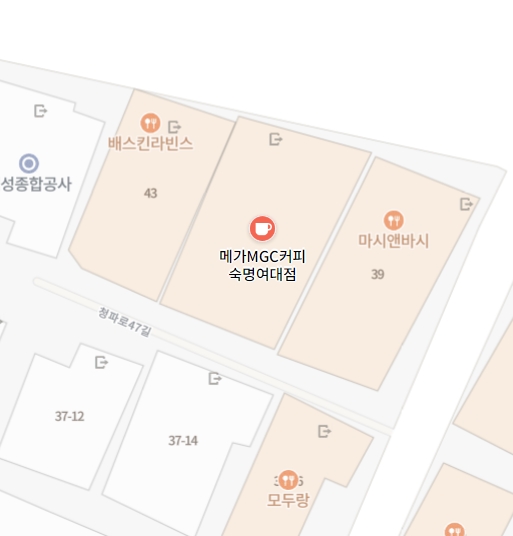 배스킨라빈스
43
성종합공사
메가MGC커피
숙명여대점
마시앤바시
39
청파로47길
37-12
37-14
모두랑